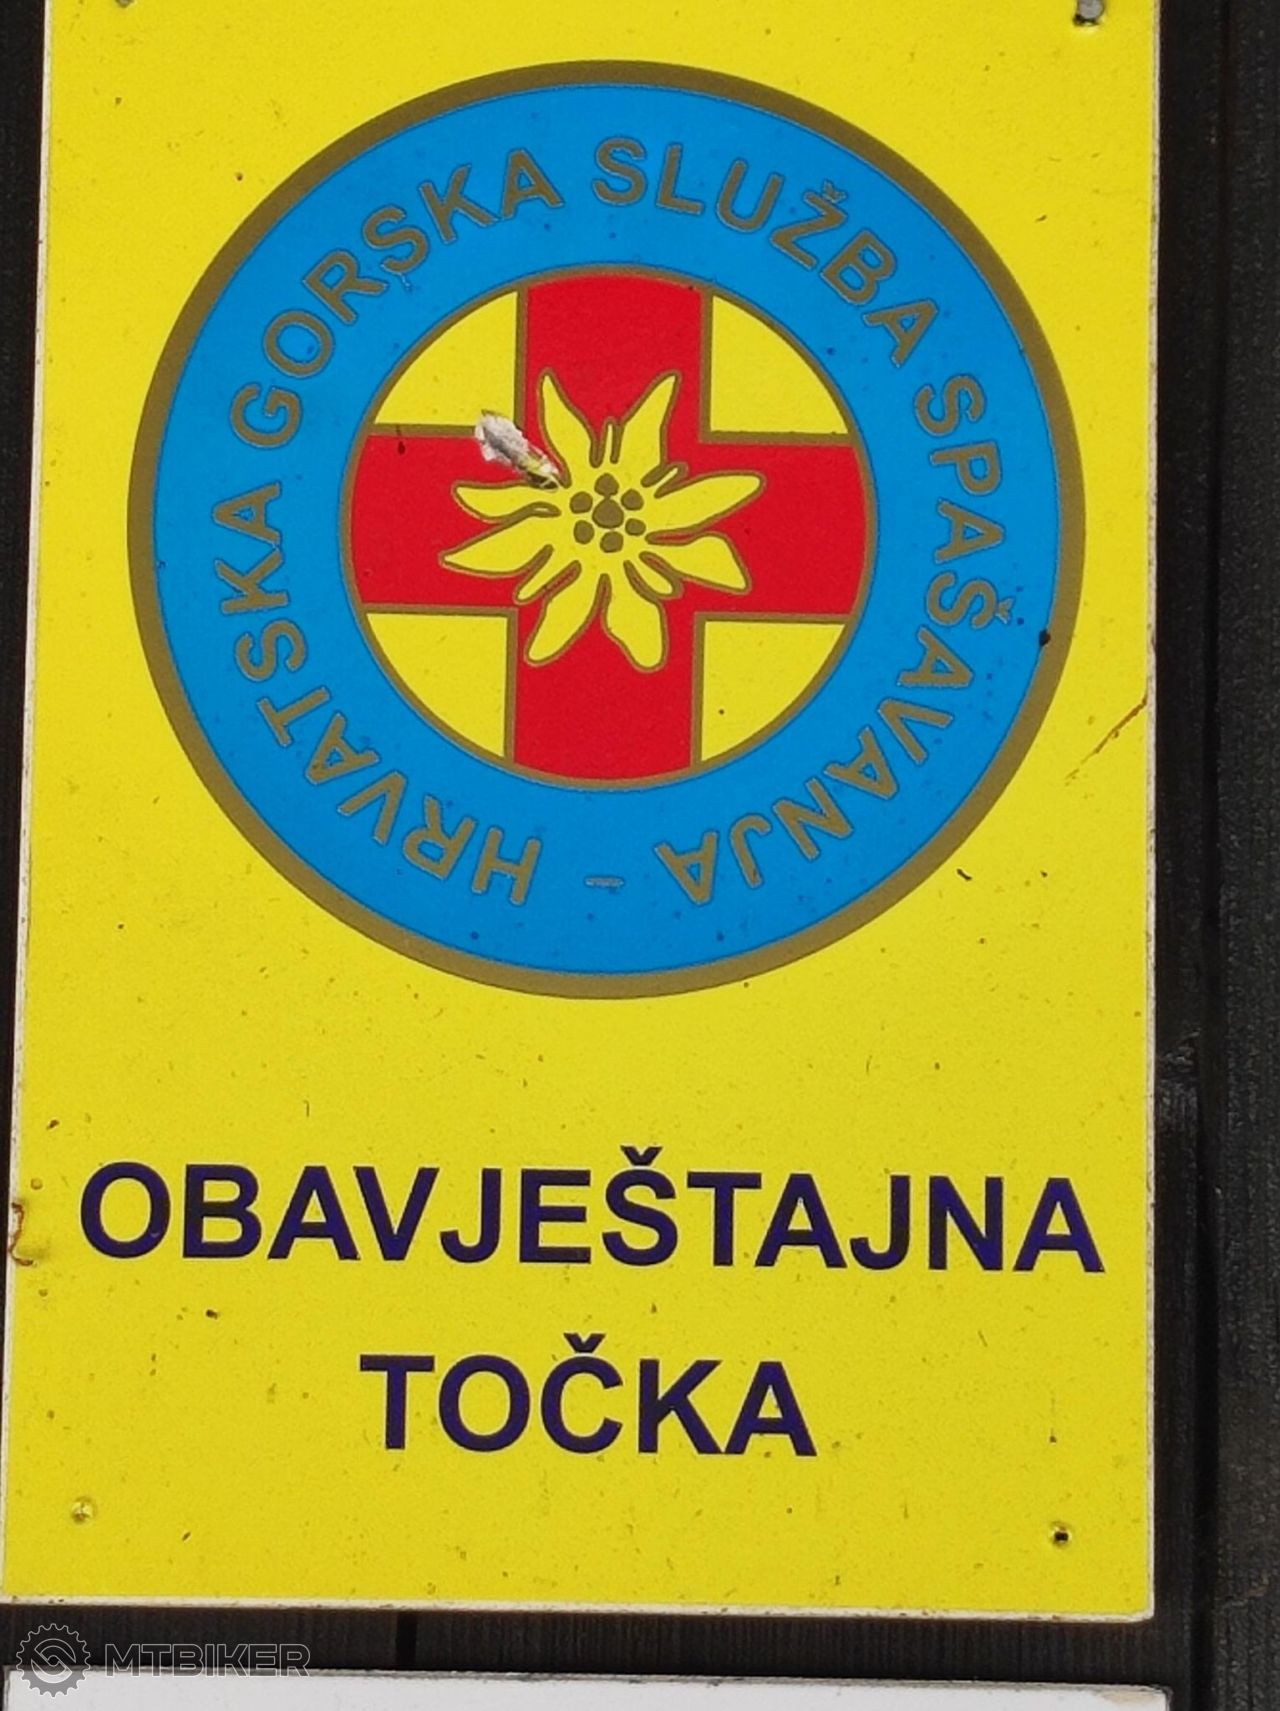 HRVATSKA GORSKA SLUŽBA SPAŠAVANJA -
OBAVJEŠTAJNA
TOČKA
MTBIKER